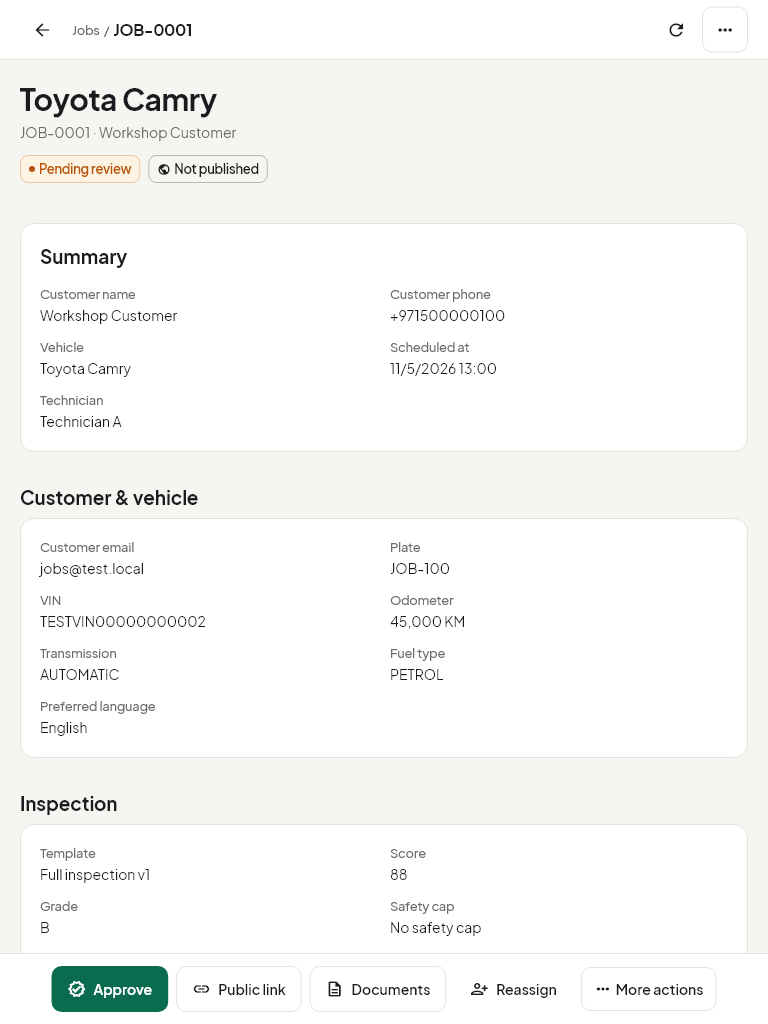 Jobs / JOB-0001
Toyota Camry
JOB-0001 · Workshop Customer
Pending review Not published
Summary
Customer name Customer phone
Workshop Customer +971500000100
Vehicle Scheduled at
Toyota Camry 11/5/2026 13:00
Technician
Technician A
Customer & vehicle
Customer email Plate
jobs@test.local JOB-100
VIN Odometer
TESTVIN00000000002 45,000 KM
Transmission Fuel type
AUTOMATIC PETROL
Preferred language
English
Inspection
Template Score
Full inspection v1 88
Grade Safety cap
B No safety cap
Approve Public link Documents Reassign More actions